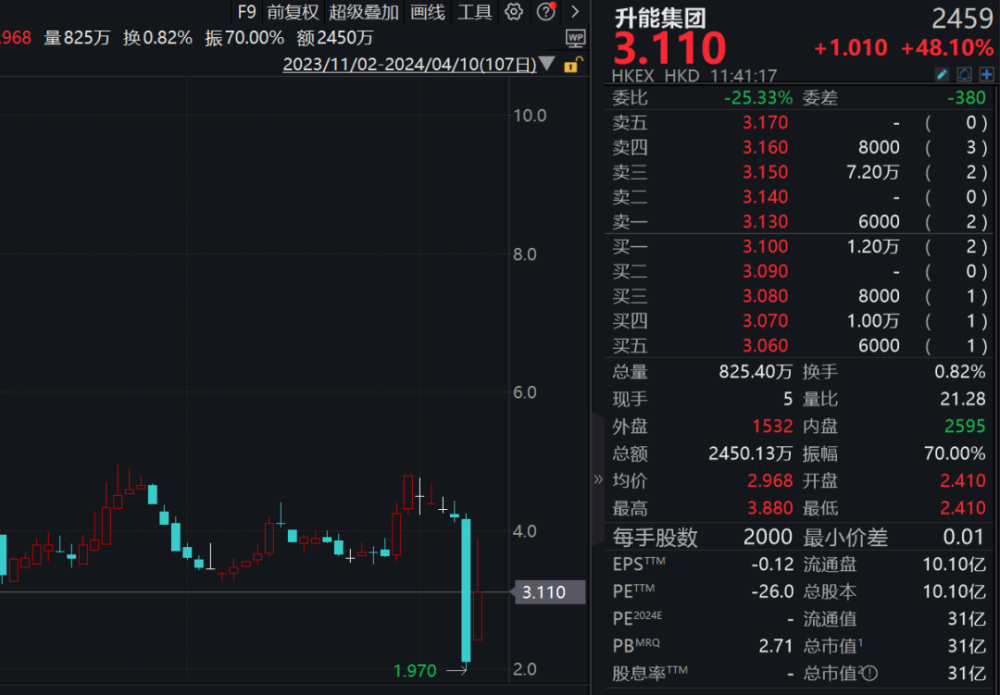 F9 前复权 超级叠加 画线 工具
.968 量825万 换0.82% 振70.00% 额2450万
WP
2023/11/02-2024/04/10(107日)
10.0
8.0
6.0
4.0
3.110
2.0
1.970
升能集团 2459
3.110 +1.010 +48.10%
HKEX HKD 11:41:17
委比 -25.33% 委差 -380
卖五 3.170 - ( 0 )
卖四 3.160 8000 ( 3 )
卖三 3.150 7.20万 ( 2 )
卖二 3.140 - ( 0 )
卖一 3.130 6000 ( 2 )
买一 3.100 1.20万 ( 2 )
买二 3.090 - ( 0 )
买三 3.080 8000 ( 1 )
买四 3.070 1.00万 ( 1 )
买五 3.060 6000 ( 1 )
总量 825.40万 换手 0.82%
现手 5 量比 21.28
外盘 1532 内盘 2595
总额 2450.13万 振幅 70.00%
均价 2.968 开盘 2.410
最高 3.880 最低 2.410
每手股数 2000 最小价差 0.01
EPSTTM -0.12 流通盘 10.10亿
PETTM -26.0 总股本 10.10亿
PE2024E - 流通值 31亿
PBMRQ 2.71 总市值1 31亿
股息率TTM - 总市值2 31亿